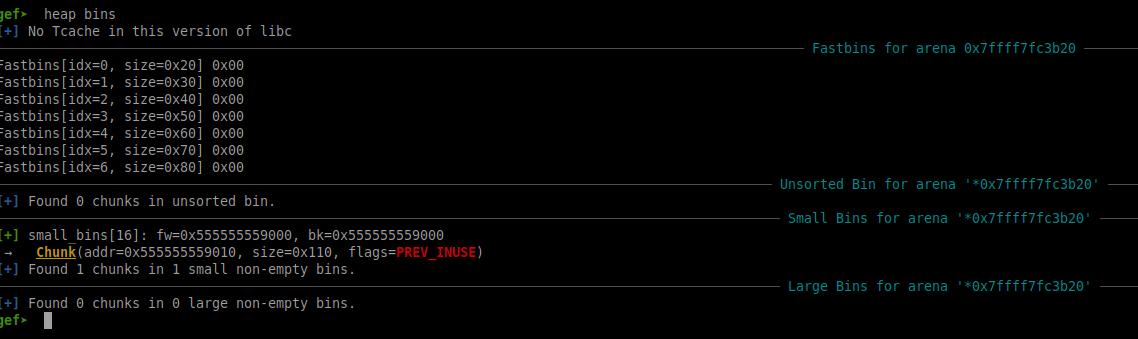 gef➤ heap bins
[+] No Tcache in this version of libc
Fastbins for arena 0x7ffff7fc3b20
Fastbins[idx=0, size=0x20] 0x00
Fastbins[idx=1, size=0x30] 0x00
Fastbins[idx=2, size=0x40] 0x00
Fastbins[idx=3, size=0x50] 0x00
Fastbins[idx=4, size=0x60] 0x00
Fastbins[idx=5, size=0x70] 0x00
Fastbins[idx=6, size=0x80] 0x00
Unsorted Bin for arena '*0x7ffff7fc3b20'
[+] Found 0 chunks in unsorted bin.
Small Bins for arena '*0x7ffff7fc3b20'
[+] small_bins[16]: fw=0x555555559000, bk=0x555555559000
→ Chunk(addr=0x555555559010, size=0x110, flags=PREV_INUSE)
[+] Found 1 chunks in 1 small non-empty bins.
Large Bins for arena '*0x7ffff7fc3b20'
[+] Found 0 chunks in 0 large non-empty bins.
gef➤